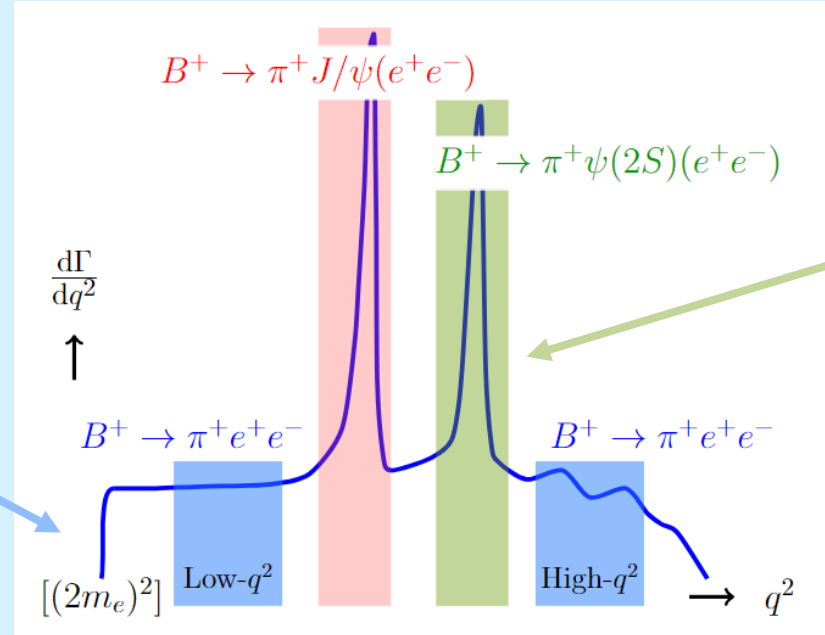 B⁺ → π⁺J/ψ(e⁺e⁻)
B⁺ → π⁺ψ(2S)(e⁺e⁻)
dΓ
dq²
↑
B⁺ → π⁺e⁺e⁻
B⁺ → π⁺e⁺e⁻
Low-q²
High-q²
[(2mₑ)²]
→ q²